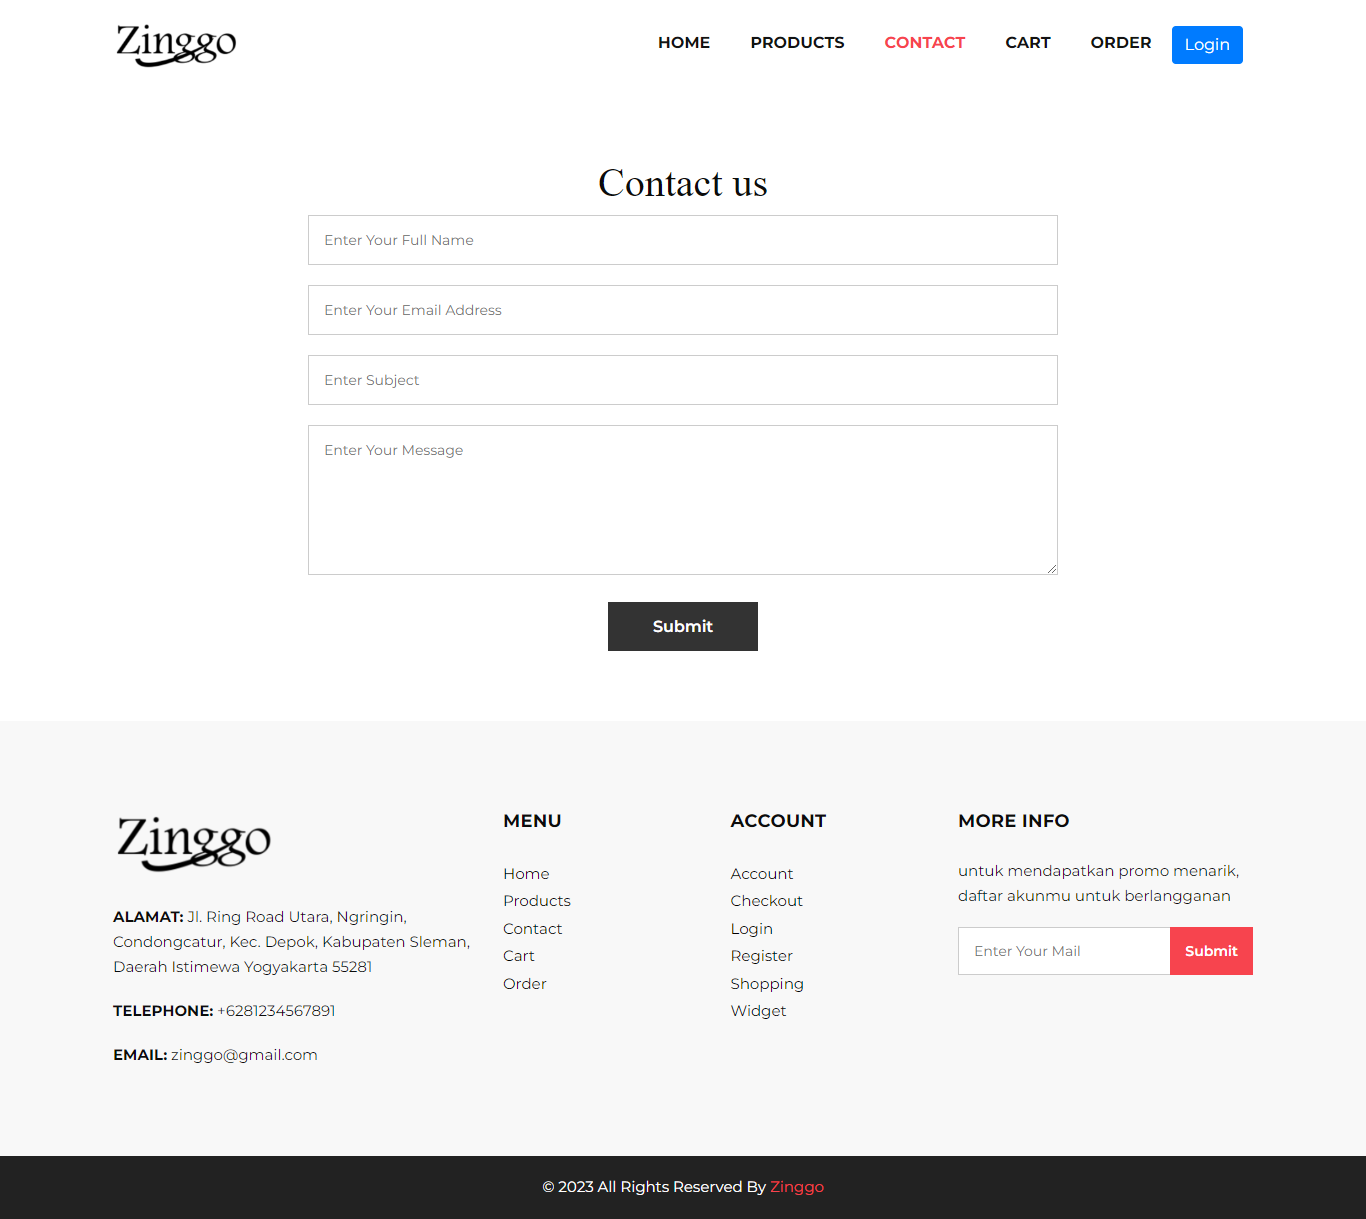 Zinggo
HOME PRODUCTS CONTACT CART ORDER Login
Contact us
Enter Your Full Name
Enter Your Email Address
Enter Subject
Enter Your Message
Submit
Zinggo
ALAMAT: Jl. Ring Road Utara, Ngringin,
Condongcatur, Kec. Depok, Kabupaten Sleman,
Daerah Istimewa Yogyakarta 55281
TELEPHONE: +6281234567891
EMAIL: zinggo@gmail.com
MENU
Home
Products
Contact
Cart
Order
ACCOUNT
Account
Checkout
Login
Register
Shopping
Widget
MORE INFO
untuk mendapatkan promo menarik,
daftar akunmu untuk berlangganan
Enter Your Mail Submit
© 2023 All Rights Reserved By Zinggo